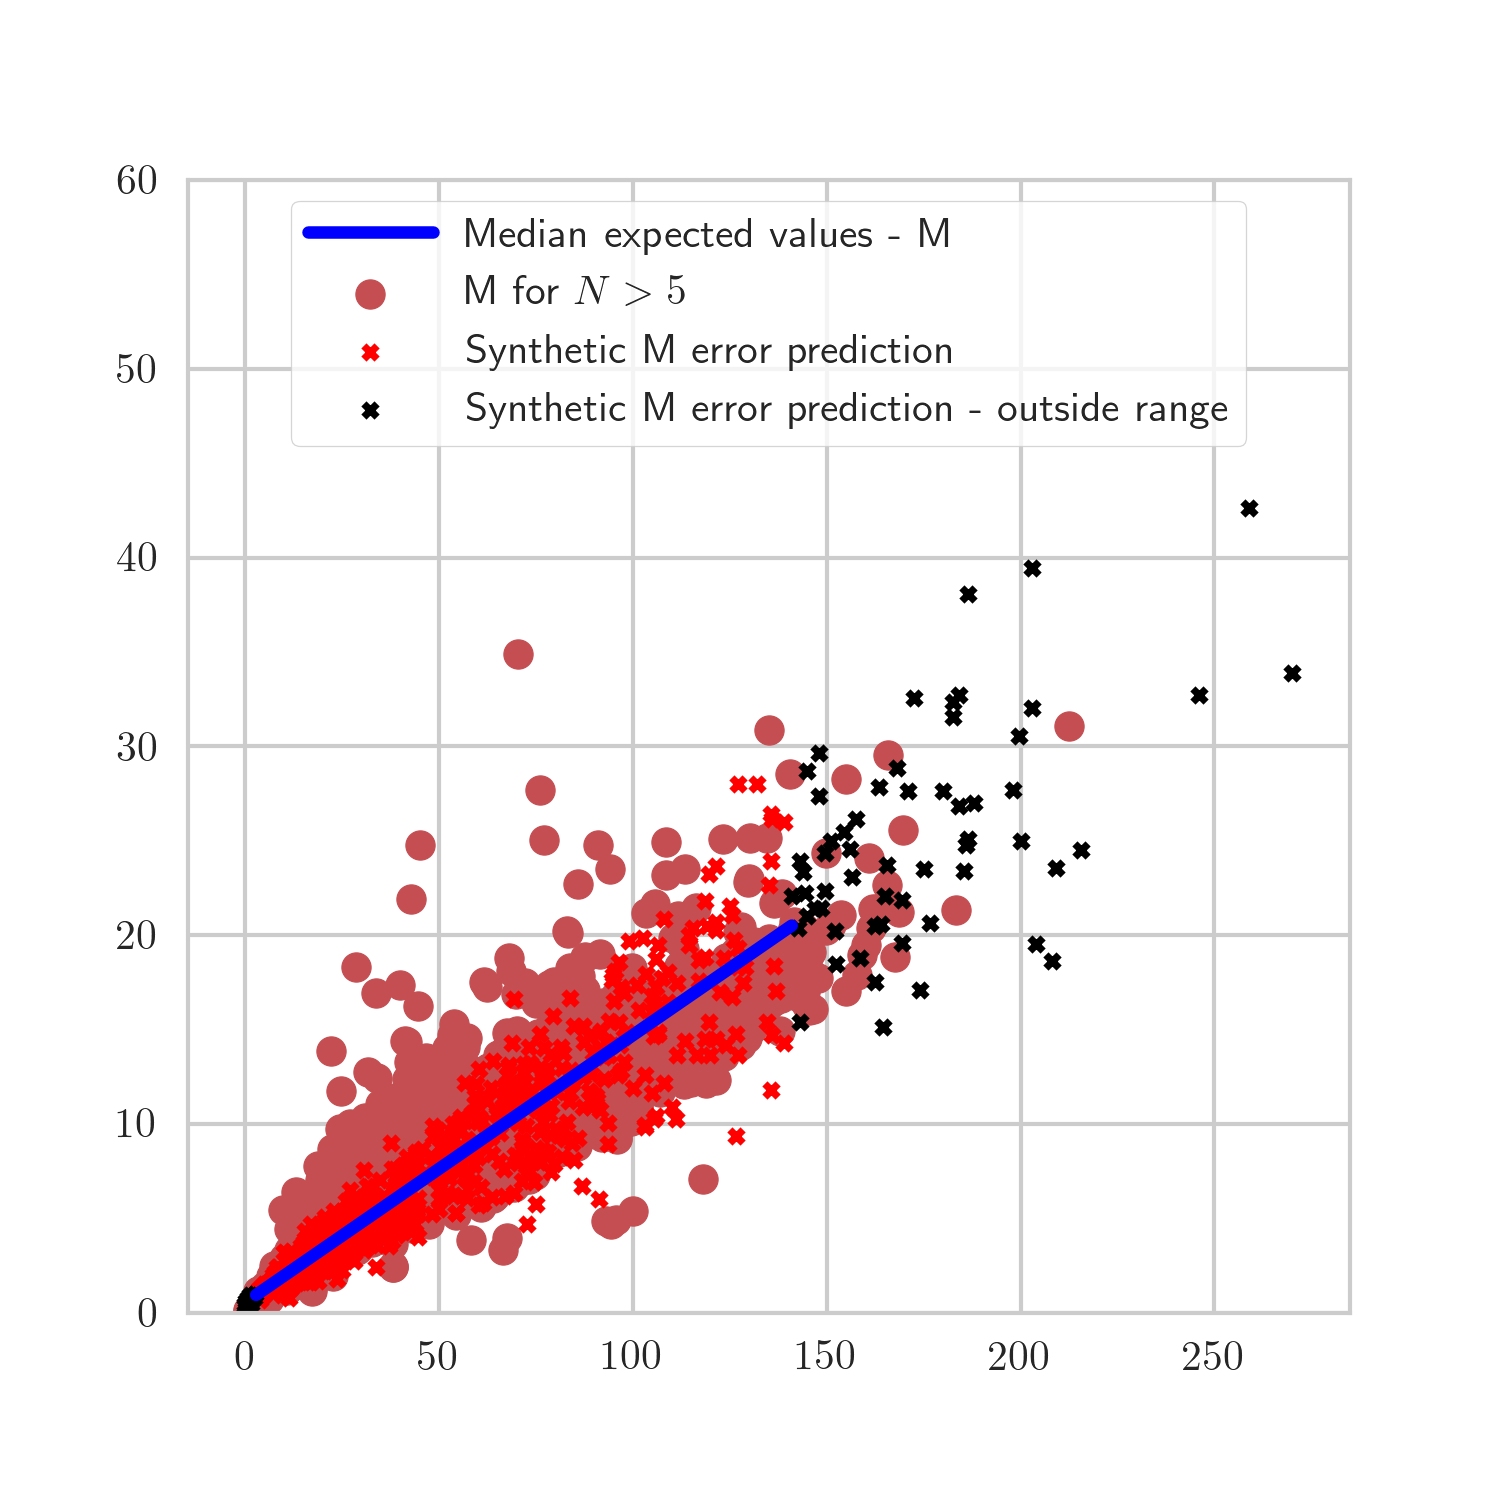 60
Median expected values - M
M for N > 5
Synthetic M error prediction
50
Synthetic M error prediction - outside range
40
30
20
10
0
0 50 100 150 200 250